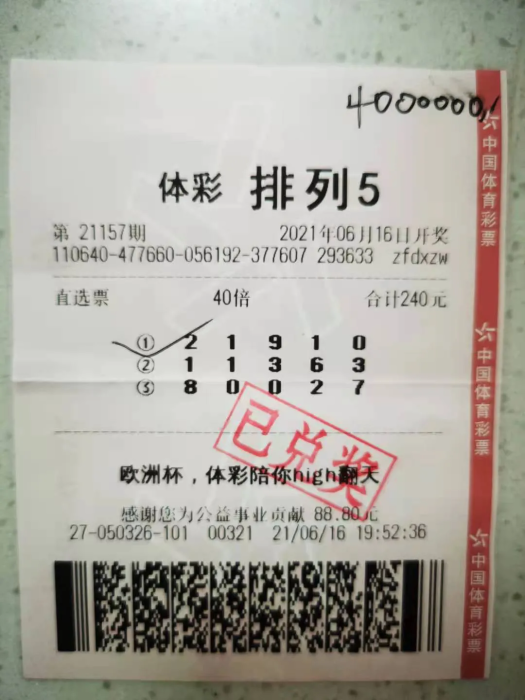 4000000,
体彩 排列5
第 21157期 2021年06月16日开奖
110640-477660-056192-377607 293633 zfdxzw
直选票 40倍 合计240元
① 2 1 9 1 0
② 1 1 3 6 3
③ 8 0 0 2 7
已兑奖
欧洲杯，体彩陪你high翻天
感谢您为公益事业贡献 88.80元
27-050326-101 00321 21/06/16 19:52:36
中国体育彩票
中国体育彩票
中国体育彩票